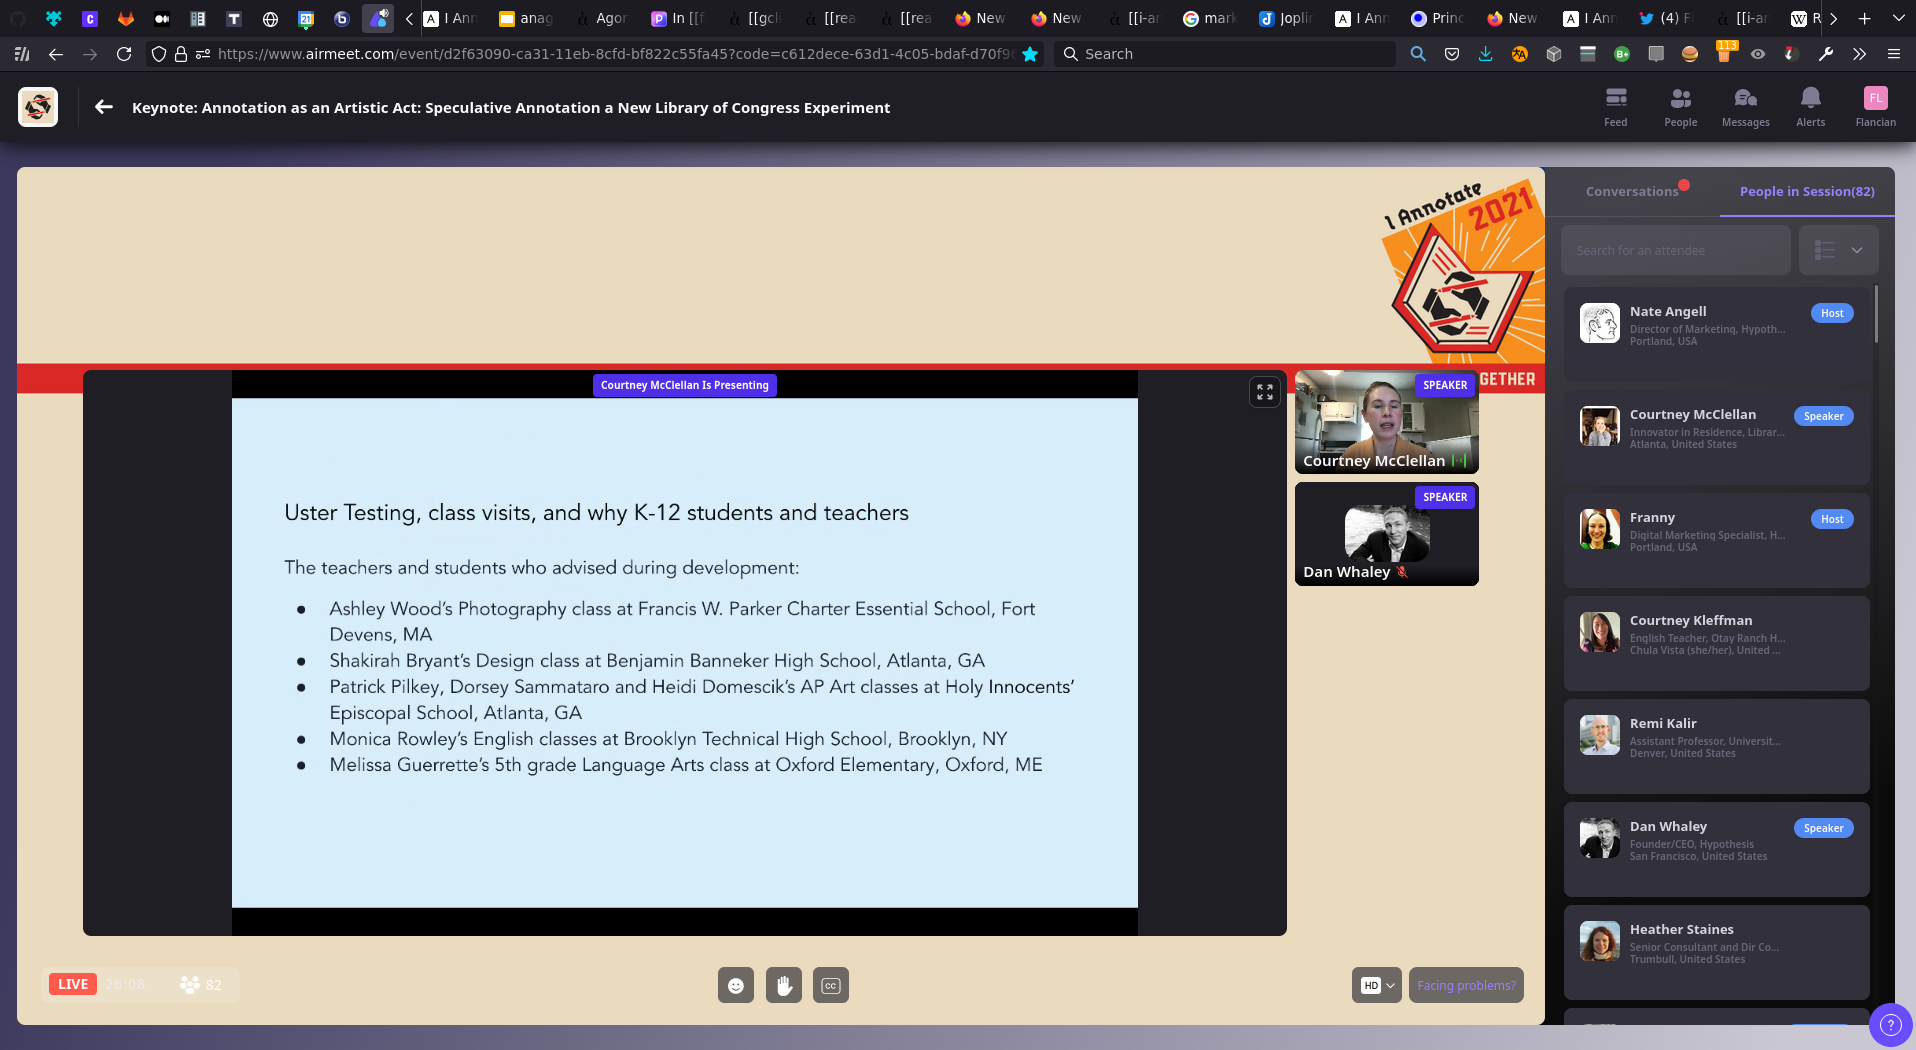 I Ann
anag
Agor
In [[f
[[gcli
[[rea
[[rea
New
New
[[i-ar
mark
Joplin
I Ann
Princ
New
I Ann
(4) F
[[i-ar
R
https://www.airmeet.com/event/d2f63090-ca31-11eb-8cfd-bf822c55fa45?code=c612dece-63d1-4c05-bdaf-d70f9
Search
113
Keynote: Annotation as an Artistic Act: Speculative Annotation a New Library of Congress Experiment
Feed
People
Messages
Alerts
FL
Flancian
I Annotate
2021
GETHER
Courtney McClellan Is Presenting
Uster Testing, class visits, and why K-12 students and teachers
The teachers and students who advised during development:
● Ashley Wood’s Photography class at Francis W. Parker Charter Essential School, Fort
Devens, MA
● Shakirah Bryant’s Design class at Benjamin Banneker High School, Atlanta, GA
● Patrick Pilkey, Dorsey Sammataro and Heidi Domescik’s AP Art classes at Holy Innocents’
Episcopal School, Atlanta, GA
● Monica Rowley’s English classes at Brooklyn Technical High School, Brooklyn, NY
● Melissa Guerrette’s 5th grade Language Arts class at Oxford Elementary, Oxford, ME
SPEAKER
Courtney McClellan
SPEAKER
Dan Whaley
LIVE
26:08
82
CC
HD
Facing problems?
Conversations
People in Session(82)
Search for an attendee
Nate Angell
Host
Director of Marketing, Hypoth...
Portland, USA
Courtney McClellan
Speaker
Innovator in Residence, Librar...
Atlanta, United States
Franny
Host
Digital Marketing Specialist, H...
Portland, USA
Courtney Kleffman
English Teacher, Otay Ranch H...
Chula Vista (she/her), United ...
Remi Kalir
Assistant Professor, Universit...
Denver, United States
Dan Whaley
Speaker
Founder/CEO, Hypothesis
San Francisco, United States
Heather Staines
Senior Consultant and Dir Co...
Trumbull, United States